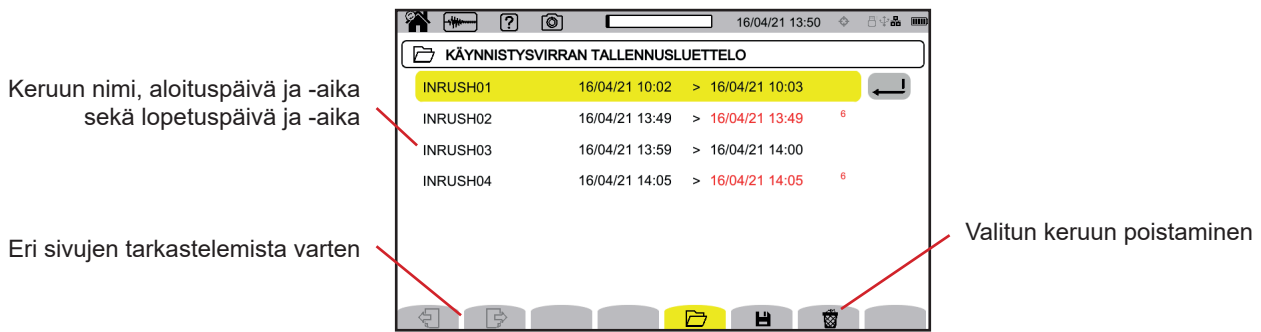 16/04/21 13:50
KÄYNNISTYSVIRRAN TALLENNUSLUETTELO
INRUSH01 16/04/21 10:02 > 16/04/21 10:03
Keruun nimi, aloituspäivä ja -aika
sekä lopetuspäivä ja -aika
INRUSH02 16/04/21 13:49 > 16/04/21 13:49 6
INRUSH03 16/04/21 13:59 > 16/04/21 14:00
INRUSH04 16/04/21 14:05 > 16/04/21 14:05 6
Eri sivujen tarkastelemista varten
Valitun keruun poistaminen